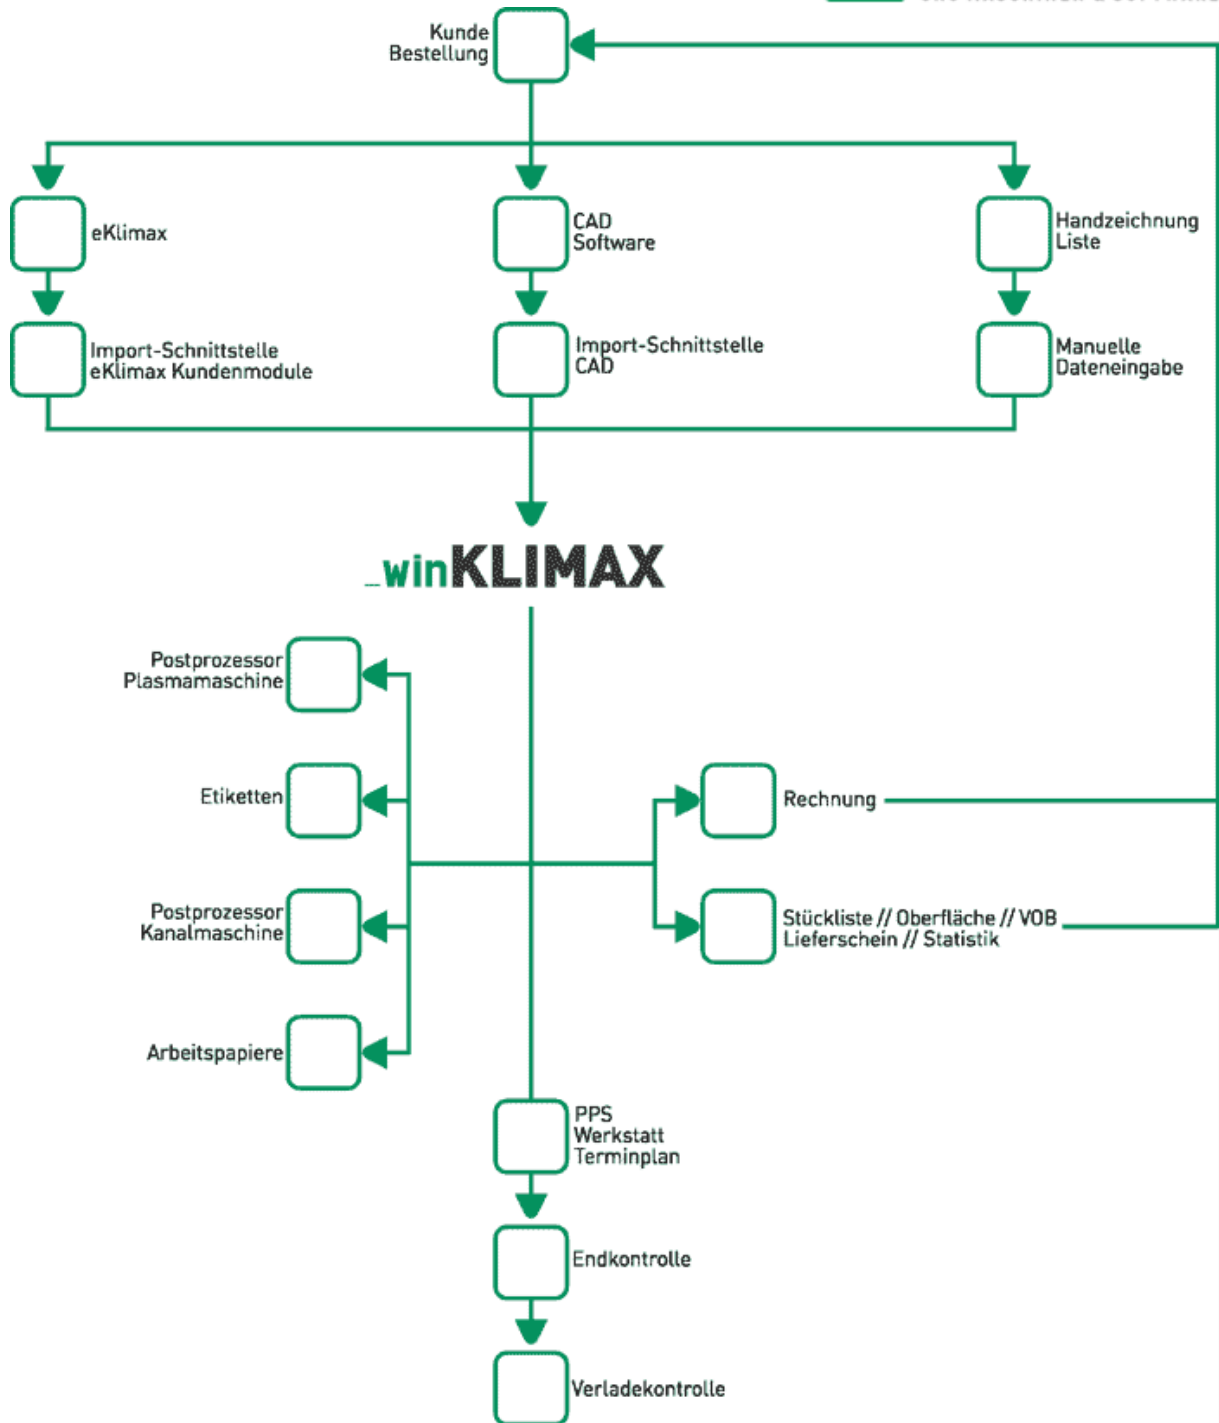 Kunde
Bestellung
eKlimax
CAD
Software
Handzeichnung
Liste
Import-Schnittstelle
eKlimax Kundenmodule
Import-Schnittstelle
CAD
Manuelle
Dateneingabe
_winKLIMAX
Postprozessor
Plasmamaschine
Etiketten
Rechnung
Postprozessor
Kanalmaschine
Stückliste // Oberfläche // VOB
Lieferschein // Statistik
Arbeitspapiere
PPS
Werkstatt
Terminplan
Endkontrolle
Verladekontrolle